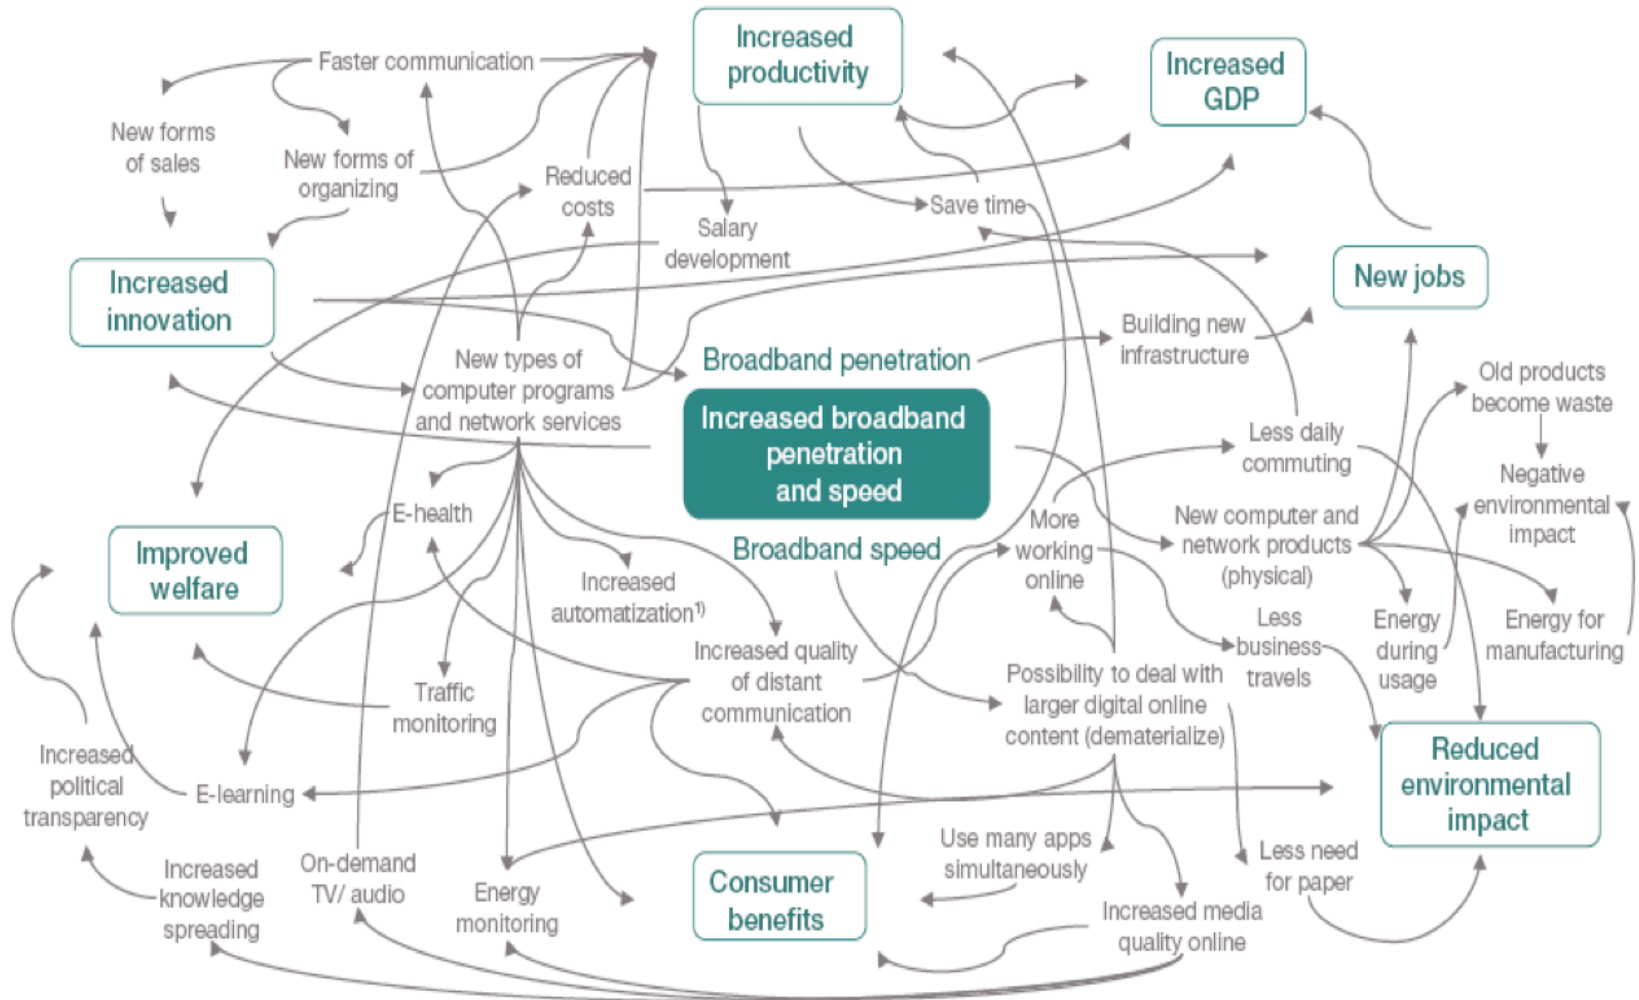 Increased
productivity
Increased
GDP
Faster communication
New forms
of sales
New forms of
organizing
Reduced
costs
Save time
Salary
development
Increased
innovation
New jobs
Building new
infrastructure
New types of
computer programs
and network services
Broadband penetration
Increased broadband
penetration
and speed
Broadband speed
Old products
become waste
Less daily
commuting
Negative
environmental
impact
E-health
More
working
online
New computer and
network products
(physical)
Improved
welfare
Increased
automatization¹⁾
Less
business
travels
Energy
during
usage
Energy for
manufacturing
Increased quality
of distant
communication
Possibility to deal with
larger digital online
content (dematerialize)
Traffic
monitoring
Increased
political
transparency
E-learning
Reduced
environmental
impact
Increased
knowledge
spreading
On-demand
TV/ audio
Energy
monitoring
Consumer
benefits
Use many apps
simultaneously
Less need
for paper
Increased media
quality online